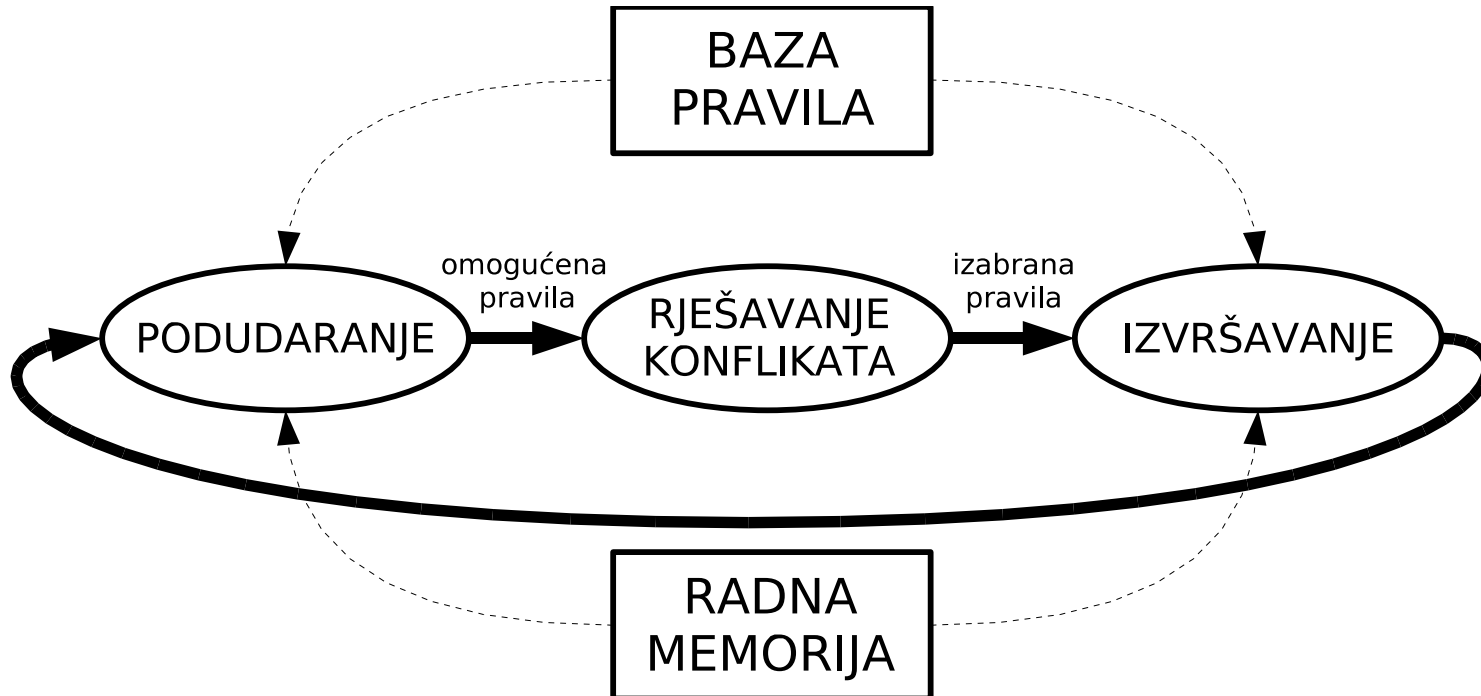 BAZA
PRAVILA
omogućena
pravila
izabrana
pravila
PODUDARANJE
RJEŠAVANJE
KONFLIKATA
IZVRŠAVANJE
RADNA
MEMORIJA